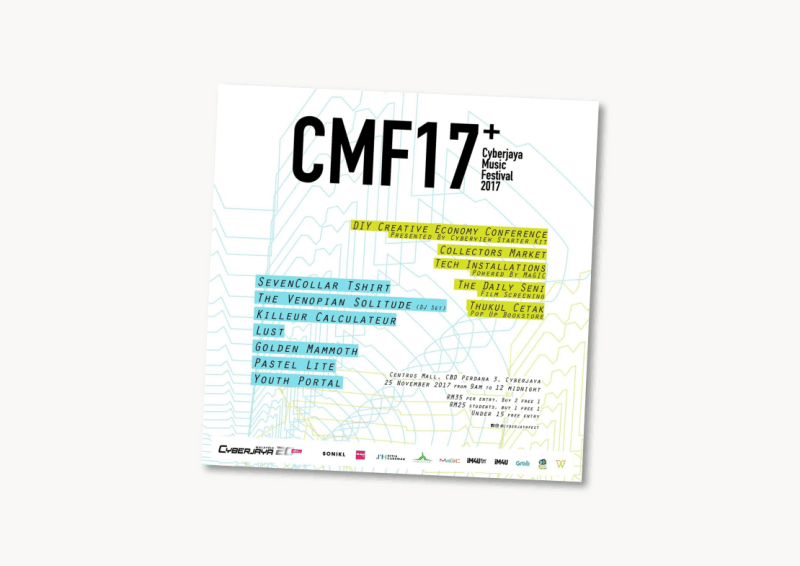 CMF17+
Cyberjaya
Music
Festival
2017
DIY Creative Economy Conference
Presented By Cyberview Starter Kit
Collectors Market
Tech Installations
Powered By MaGIC
The Daily Seni
Film Screening
Thukul Cetak
Pop Up Bookstore
SevenCollar Tshirt
The Venopian Solitude (DJ Set)
Killeur Calculateur
Lust
Golden Mammoth
Pastel Lite
Youth Portal
Centrus Mall, CBD Perdana 3, Cyberjaya
25 November 2017 from 9am to 12 midnight
RM35 per entry. Buy 2 free 1
RM25 students. buy 1 free 1
Under 15 free entry
@cyberjayafest
Cyberjaya 20 SONIKL MaGIC iM4U iM4U Grab